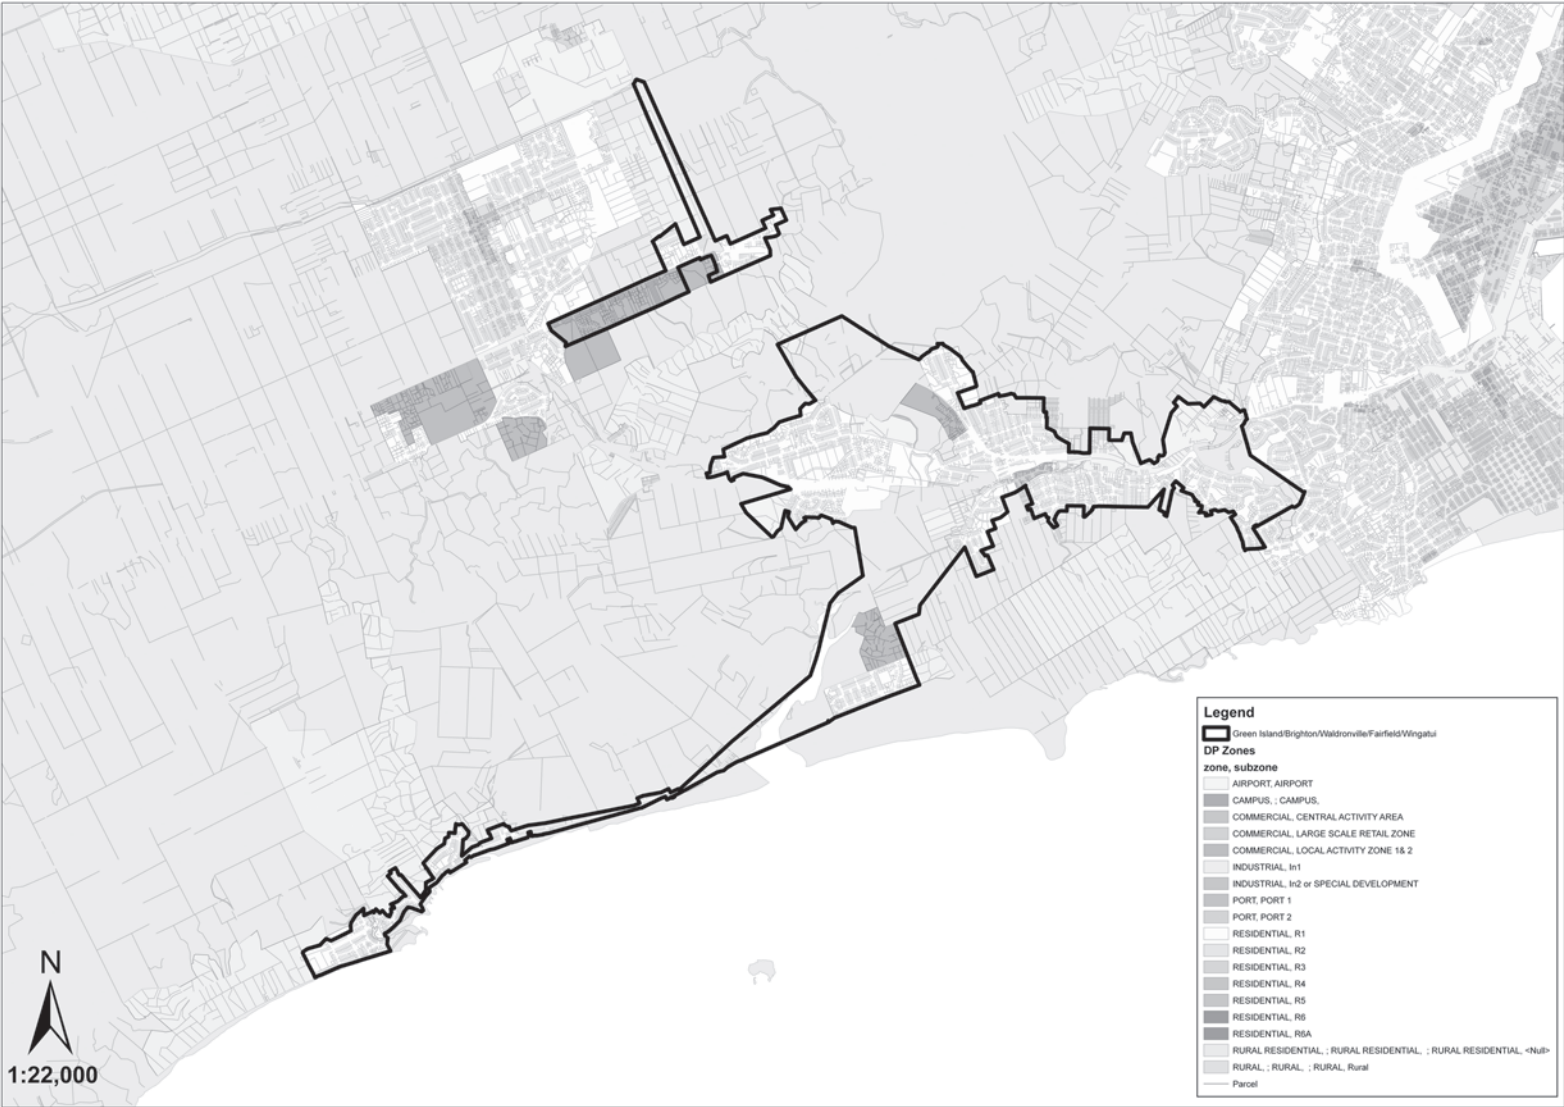 N
1:22,000
Legend
Green Island/Brighton/Waldronville/Fairfield/Wingatui
DP Zones
zone, subzone
AIRPORT, AIRPORT
CAMPUS, ; CAMPUS,
COMMERCIAL, CENTRAL ACTIVITY AREA
COMMERCIAL, LARGE SCALE RETAIL ZONE
COMMERCIAL, LOCAL ACTIVITY ZONE 1& 2
INDUSTRIAL, In1
INDUSTRIAL, In2 or SPECIAL DEVELOPMENT
PORT, PORT 1
PORT, PORT 2
RESIDENTIAL, R1
RESIDENTIAL, R2
RESIDENTIAL, R3
RESIDENTIAL, R4
RESIDENTIAL, R5
RESIDENTIAL, R6
RESIDENTIAL, R6A
RURAL RESIDENTIAL, ; RURAL RESIDENTIAL, ; RURAL RESIDENTIAL, <Null>
RURAL, ; RURAL, ; RURAL, Rural
Parcel